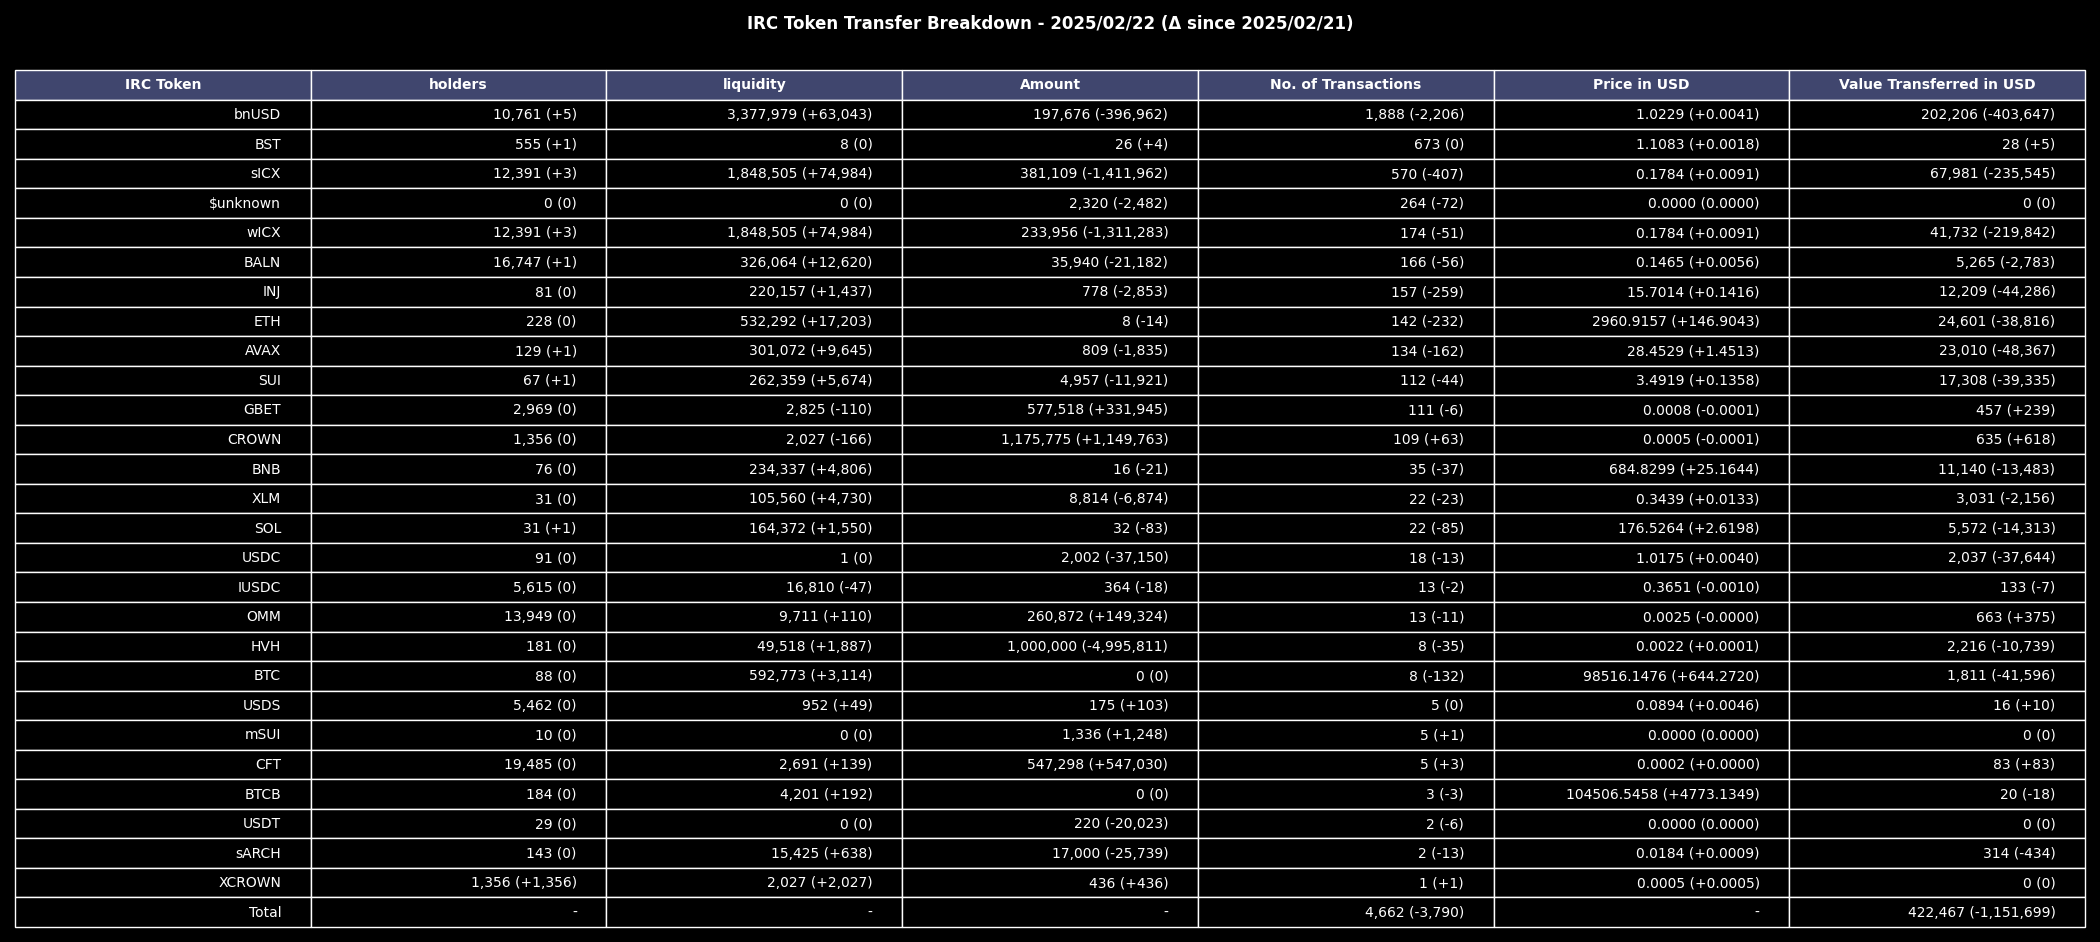 IRC Token Transfer Breakdown - 2025/02/22 (Δ since 2025/02/21)
IRC Token holders liquidity Amount No. of Transactions Price in USD Value Transferred in USD
bnUSD 10,761 (+5) 3,377,979 (+63,043) 197,676 (-396,962) 1,888 (-2,206) 1.0229 (+0.0041) 202,206 (-403,647)
BST 555 (+1) 8 (0) 26 (+4) 673 (0) 1.1083 (+0.0018) 28 (+5)
sICX 12,391 (+3) 1,848,505 (+74,984) 381,109 (-1,411,962) 570 (-407) 0.1784 (+0.0091) 67,981 (-235,545)
$unknown 0 (0) 0 (0) 2,320 (-2,482) 264 (-72) 0.0000 (0.0000) 0 (0)
wICX 12,391 (+3) 1,848,505 (+74,984) 233,956 (-1,311,283) 174 (-51) 0.1784 (+0.0091) 41,732 (-219,842)
BALN 16,747 (+1) 326,064 (+12,620) 35,940 (-21,182) 166 (-56) 0.1465 (+0.0056) 5,265 (-2,783)
INJ 81 (0) 220,157 (+1,437) 778 (-2,853) 157 (-259) 15.7014 (+0.1416) 12,209 (-44,286)
ETH 228 (0) 532,292 (+17,203) 8 (-14) 142 (-232) 2960.9157 (+146.9043) 24,601 (-38,816)
AVAX 129 (+1) 301,072 (+9,645) 809 (-1,835) 134 (-162) 28.4529 (+1.4513) 23,010 (-48,367)
SUI 67 (+1) 262,359 (+5,674) 4,957 (-11,921) 112 (-44) 3.4919 (+0.1358) 17,308 (-39,335)
GBET 2,969 (0) 2,825 (-110) 577,518 (+331,945) 111 (-6) 0.0008 (-0.0001) 457 (+239)
CROWN 1,356 (0) 2,027 (-166) 1,175,775 (+1,149,763) 109 (+63) 0.0005 (-0.0001) 635 (+618)
BNB 76 (0) 234,337 (+4,806) 16 (-21) 35 (-37) 684.8299 (+25.1644) 11,140 (-13,483)
XLM 31 (0) 105,560 (+4,730) 8,814 (-6,874) 22 (-23) 0.3439 (+0.0133) 3,031 (-2,156)
SOL 31 (+1) 164,372 (+1,550) 32 (-83) 22 (-85) 176.5264 (+2.6198) 5,572 (-14,313)
USDC 91 (0) 1 (0) 2,002 (-37,150) 18 (-13) 1.0175 (+0.0040) 2,037 (-37,644)
IUSDC 5,615 (0) 16,810 (-47) 364 (-18) 13 (-2) 0.3651 (-0.0010) 133 (-7)
OMM 13,949 (0) 9,711 (+110) 260,872 (+149,324) 13 (-11) 0.0025 (-0.0000) 663 (+375)
HVH 181 (0) 49,518 (+1,887) 1,000,000 (-4,995,811) 8 (-35) 0.0022 (+0.0001) 2,216 (-10,739)
BTC 88 (0) 592,773 (+3,114) 0 (0) 8 (-132) 98516.1476 (+644.2720) 1,811 (-41,596)
USDS 5,462 (0) 952 (+49) 175 (+103) 5 (0) 0.0894 (+0.0046) 16 (+10)
mSUI 10 (0) 0 (0) 1,336 (+1,248) 5 (+1) 0.0000 (0.0000) 0 (0)
CFT 19,485 (0) 2,691 (+139) 547,298 (+547,030) 5 (+3) 0.0002 (+0.0000) 83 (+83)
BTCB 184 (0) 4,201 (+192) 0 (0) 3 (-3) 104506.5458 (+4773.1349) 20 (-18)
USDT 29 (0) 0 (0) 220 (-20,023) 2 (-6) 0.0000 (0.0000) 0 (0)
sARCH 143 (0) 15,425 (+638) 17,000 (-25,739) 2 (-13) 0.0184 (+0.0009) 314 (-434)
XCROWN 1,356 (+1,356) 2,027 (+2,027) 436 (+436) 1 (+1) 0.0005 (+0.0005) 0 (0)
Total - - - 4,662 (-3,790) - 422,467 (-1,151,699)